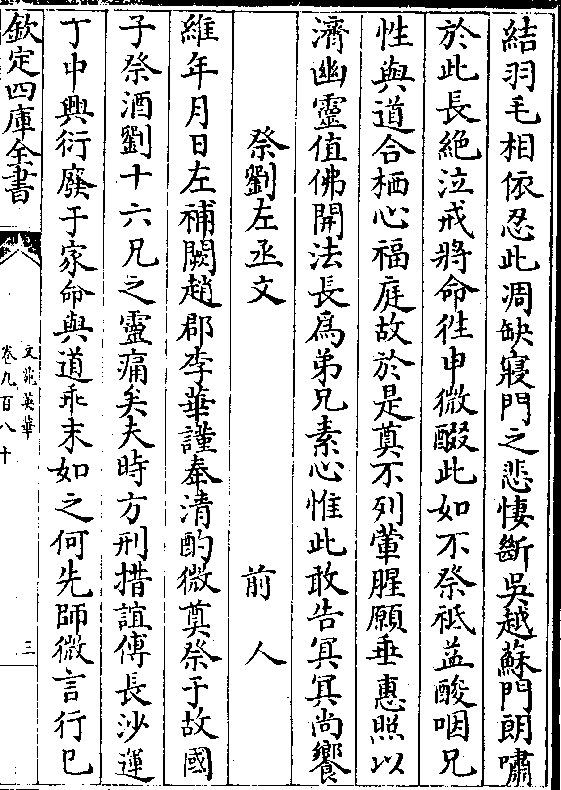 結羽毛相依忍此凋缺寢門之悲悽斷吳越蘇門朗嘯
於此長絕泣戒將命徃申微醊此如不祭祗益酸咽兄
性與道合栖心福庭故於是奠不列葷腥願垂惠照以
濟幽靈值佛開法長爲弟兄素心惟此敢告冥冥尚饗
祭劉左丞文 前人
維年月日左補闕趙郡李華謹奉清酌微奠祭于故國
子祭酒劉十六兄之靈痛矣夫時方刑措誼傅長沙運
丁中興衍廢于家命與道乖末如之何先師微言行已
欽定四庫全書
文苑英華
卷九百八十
三